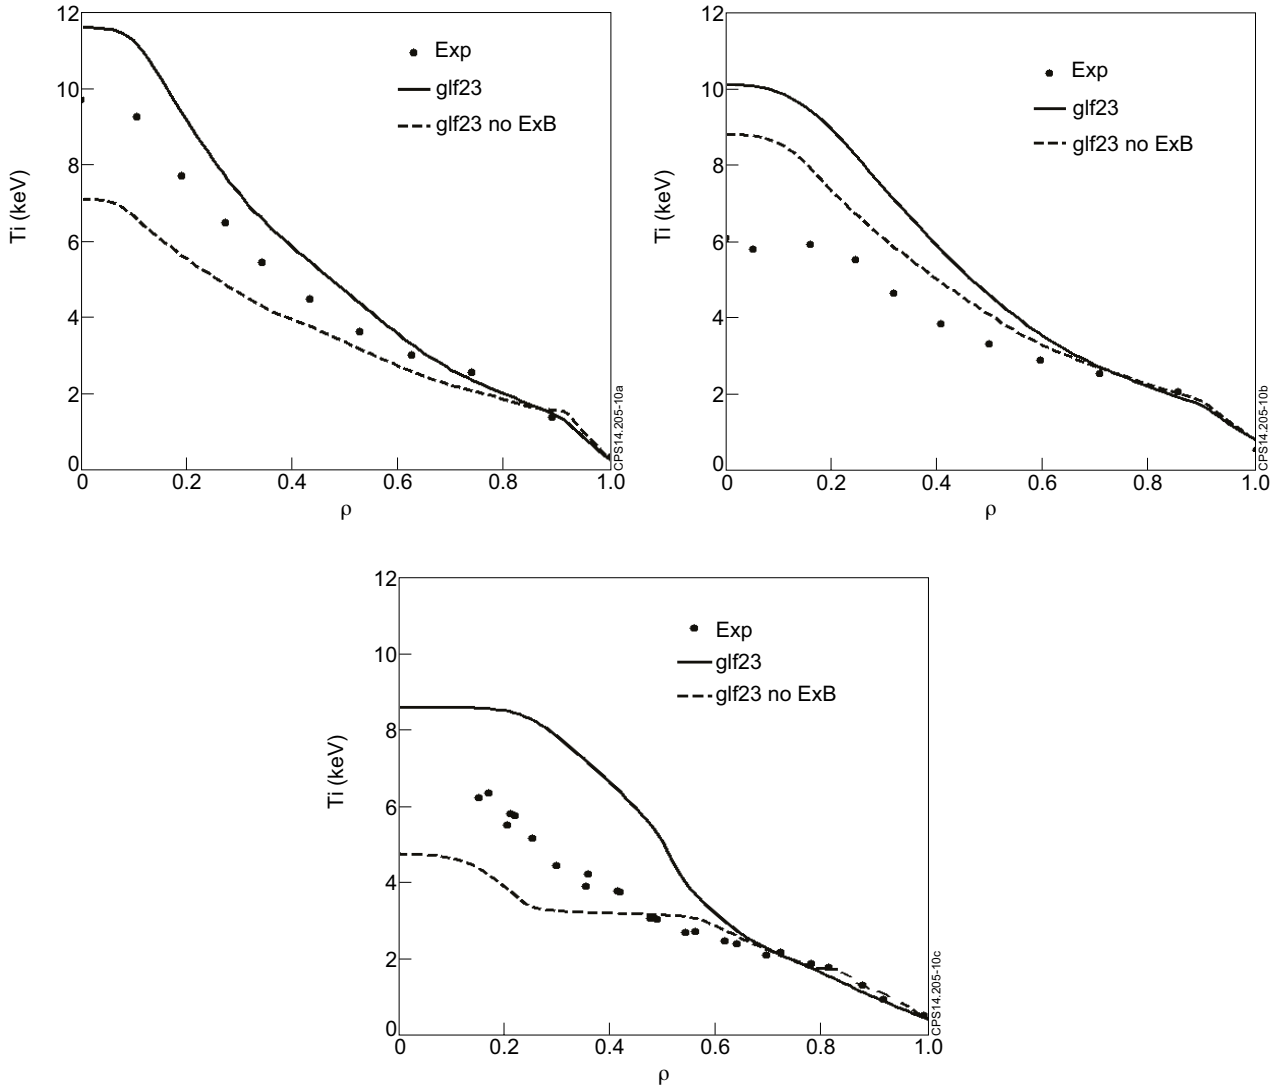 12
10
8
6
4
2
0
Ti (keV)
Exp
glf23
glf23 no ExB
0
0.2
0.4
0.6
0.8
1.0
ρ
CPS14.205-10a
12
10
8
6
4
2
0
Ti (keV)
Exp
glf23
glf23 no ExB
0
0.2
0.4
0.6
0.8
1.0
ρ
CPS14.205-10b
12
10
8
6
4
2
0
Ti (keV)
Exp
glf23
glf23 no ExB
0
0.2
0.4
0.6
0.8
1.0
ρ
CPS14.205-10c